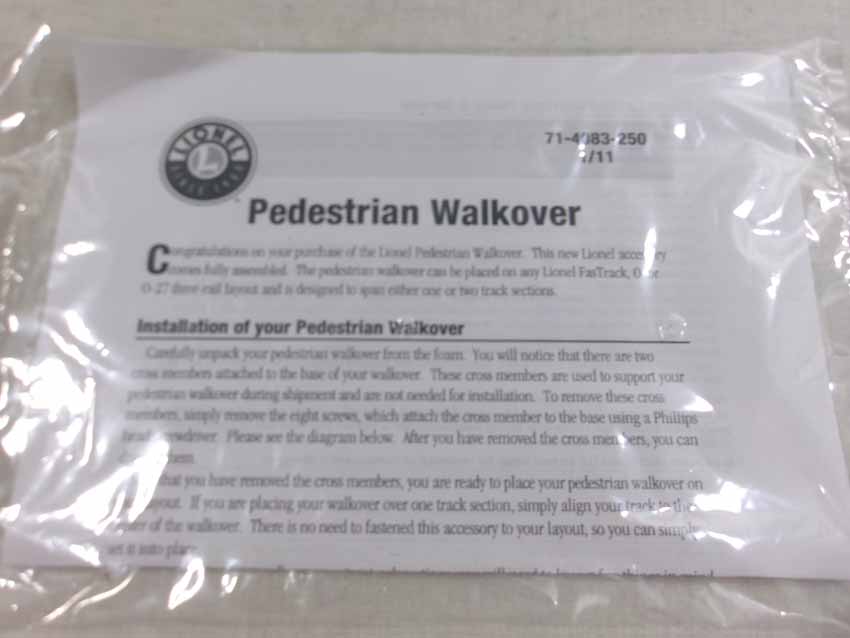 LIONEL
71-4083-250
1/11
Pedestrian Walkover
Congratulations on your purchase of the Lionel Pedestrian Walkover. This new Lionel accessory
comes fully assembled. The pedestrian walkover can be placed on any Lionel FasTrack, O or
O-27 three-rail layout and is designed to span either one or two track sections.
Installation of your Pedestrian Walkover
Carefully unpack your pedestrian walkover from the foam. You will notice that there are two
cross members attached to the base of your walkover. These cross members are used to support your
pedestrian walkover during shipment and are not needed for installation. To remove these cross
members, simply remove the eight screws, which attach the cross member to the base using a Philips
head screwdriver. Please see the diagram below. After you have removed the cross members, you can
them.
that you have removed the cross members, you are ready to place your pedestrian walkover on
layout. If you are placing your walkover over one track section, simply align your track to the
center of the walkover. There is no need to fastened this accessory to your layout, so you can simply
set it into place.